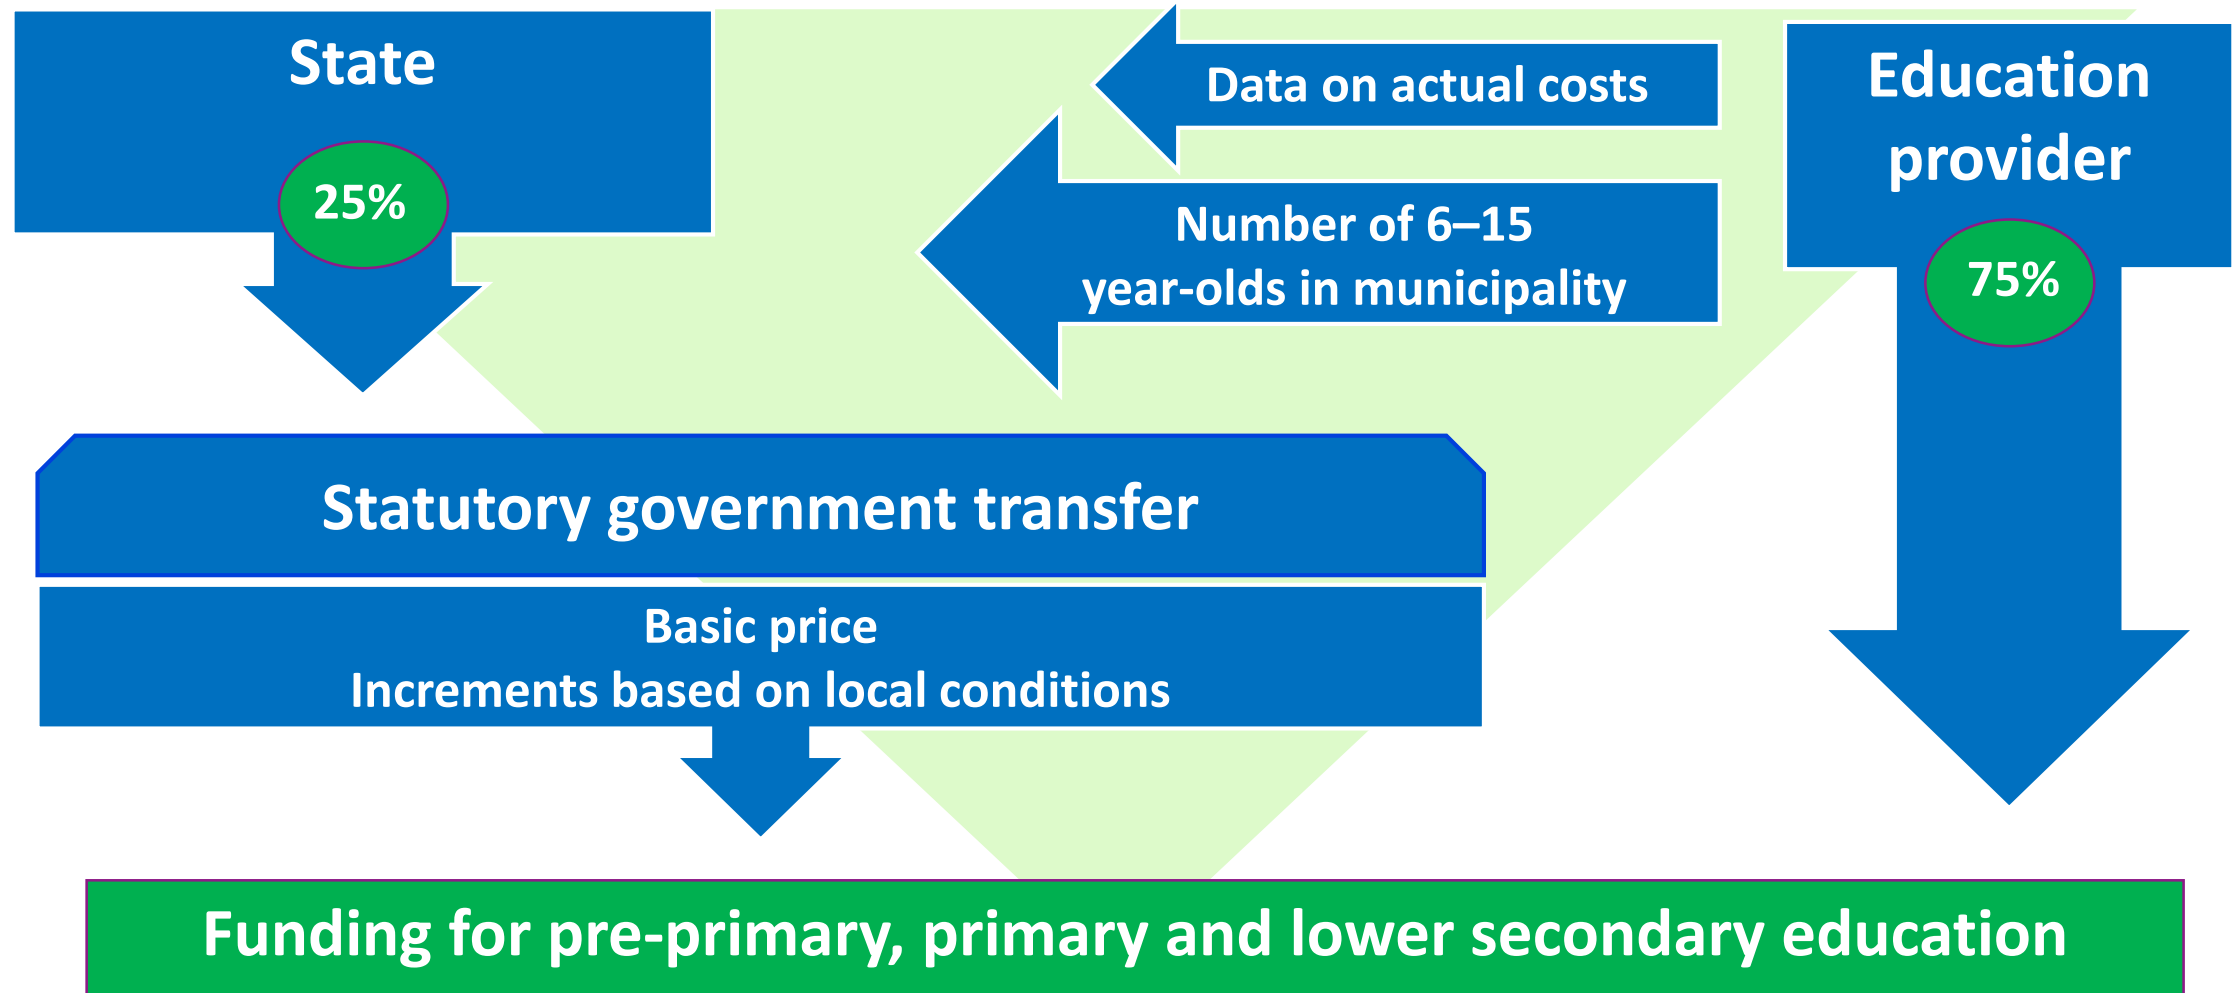 State
25%
Data on actual costs
Number of 6–15
year-olds in municipality
Education
provider
75%
Statutory government transfer
Basic price
Increments based on local conditions
Funding for pre-primary, primary and lower secondary education